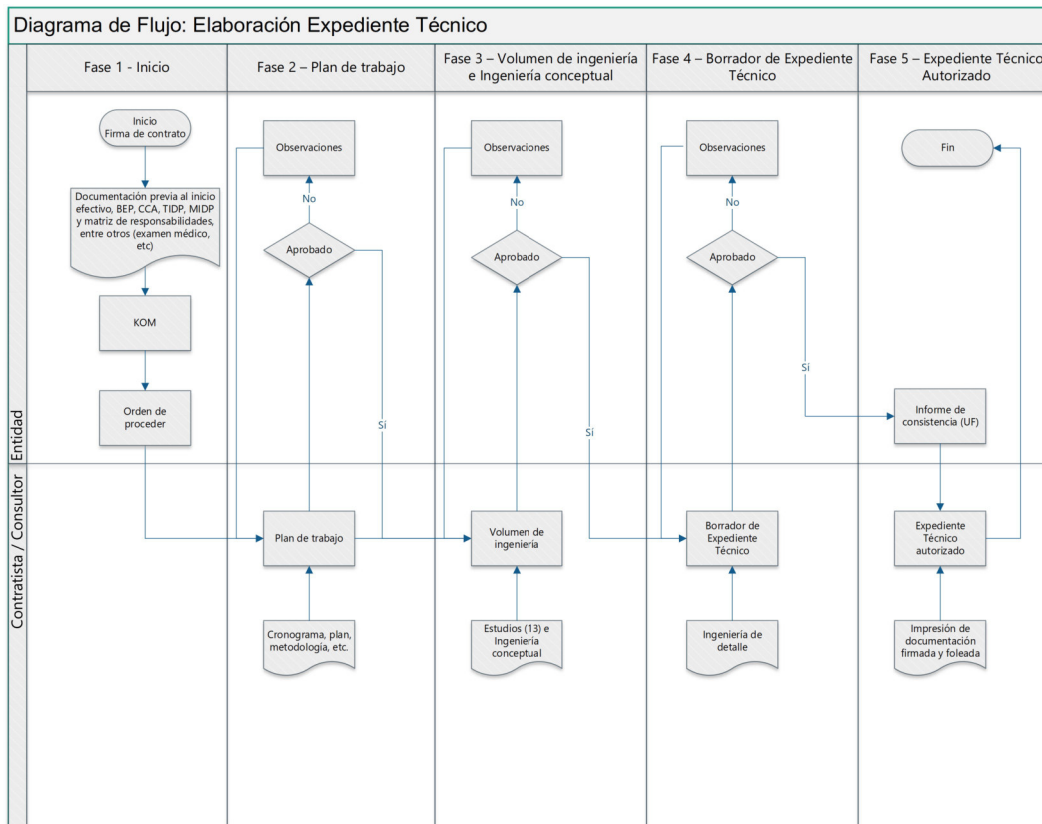 Diagrama de Flujo: Elaboración Expediente Técnico
Fase 1 - Inicio
Fase 2 – Plan de trabajo
Fase 3 – Volumen de ingeniería
e Ingeniería conceptual
Fase 4 – Borrador de Expediente
Técnico
Fase 5 – Expediente Técnico
Autorizado
Entidad
Inicio
Firma de contrato
Documentación previa al inicio
efectivo, BEP, CCA, TIDP, MIDP
y matriz de responsabilidades,
entre otros (examen médico,
etc)
KOM
Orden de
proceder
Observaciones
No
Aprobado
Sí
Observaciones
No
Aprobado
Sí
Observaciones
No
Aprobado
Sí
Fin
Informe de
consistencia (UF)
Contratista / Consultor
Plan de trabajo
Cronograma, plan,
metodología, etc.
Volumen de
ingeniería
Estudios (13) e
Ingeniería
conceptual
Borrador de
Expediente
Técnico
Ingeniería de
detalle
Expediente
Técnico
autorizado
Impresión de
documentación
firmada y foleada